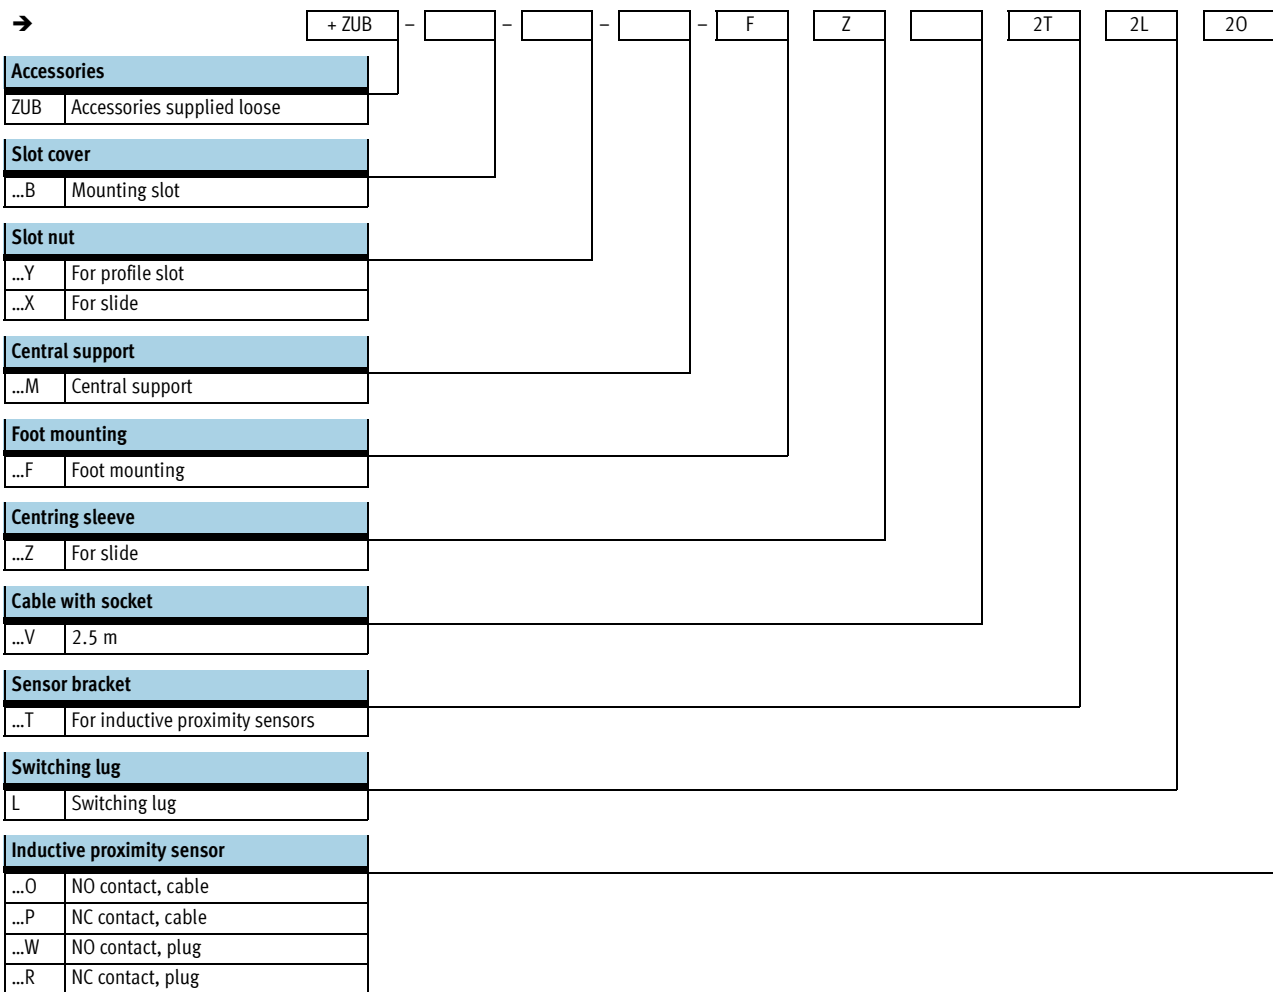 ➔ + ZUB – – – – F Z 2T 2L 2O
Accessories
ZUB Accessories supplied loose
Slot cover
...B Mounting slot
Slot nut
...Y For profile slot
...X For slide
Central support
...M Central support
Foot mounting
...F Foot mounting
Centring sleeve
...Z For slide
Cable with socket
...V 2.5 m
Sensor bracket
...T For inductive proximity sensors
Switching lug
L Switching lug
Inductive proximity sensor
...O NO contact, cable
...P NC contact, cable
...W NO contact, plug
...R NC contact, plug